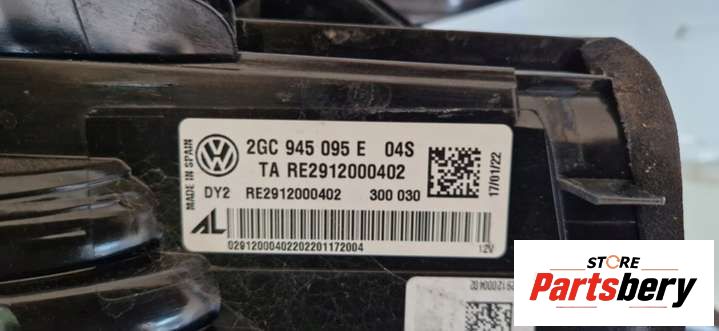 2GC 945 095 E 04S
TA RE2912000402
DY2 RE2912000402 300 030
MADE IN SPAIN
17/01/22
AL
02912000402202201172004
12V
STORE
Partsbery